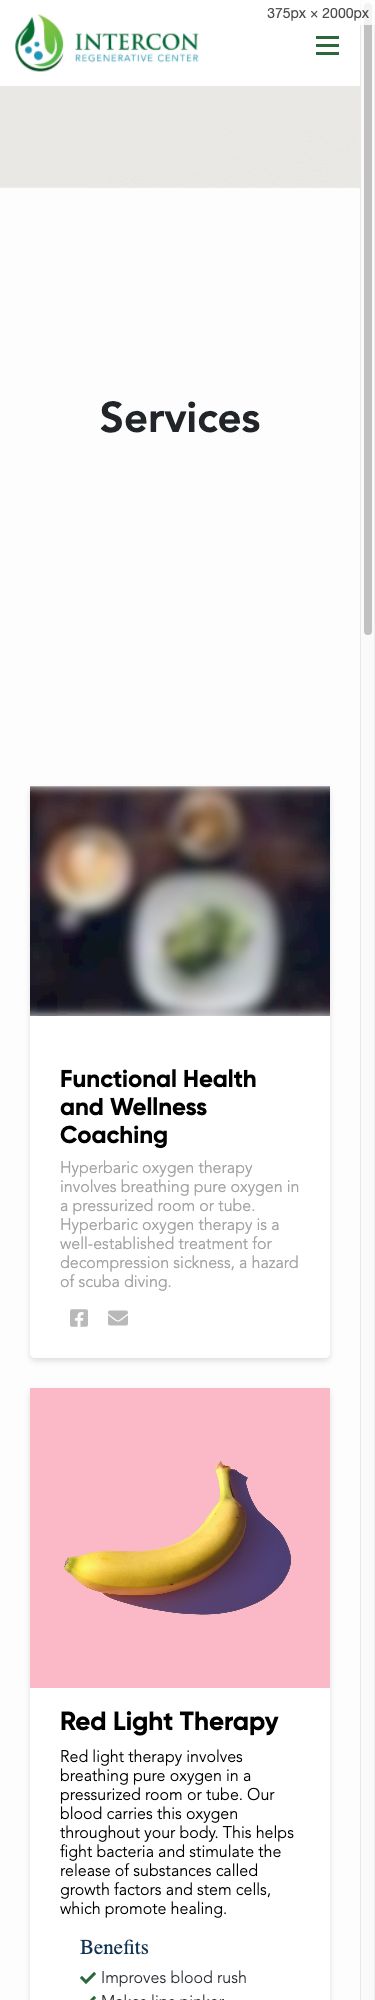 375px × 2000px
INTERCON
REGENERATIVE CENTER
Services
Functional Health
and Wellness
Coaching
Hyperbaric oxygen therapy
involves breathing pure oxygen in
a pressurized room or tube.
Hyperbaric oxygen therapy is a
well-established treatment for
decompression sickness, a hazard
of scuba diving.
Red Light Therapy
Red light therapy involves
breathing pure oxygen in a
pressurized room or tube. Our
blood carries this oxygen
throughout your body. This helps
fight bacteria and stimulate the
release of substances called
growth factors and stem cells,
which promote healing.
Benefits
Improves blood rush
Makes lips pinker